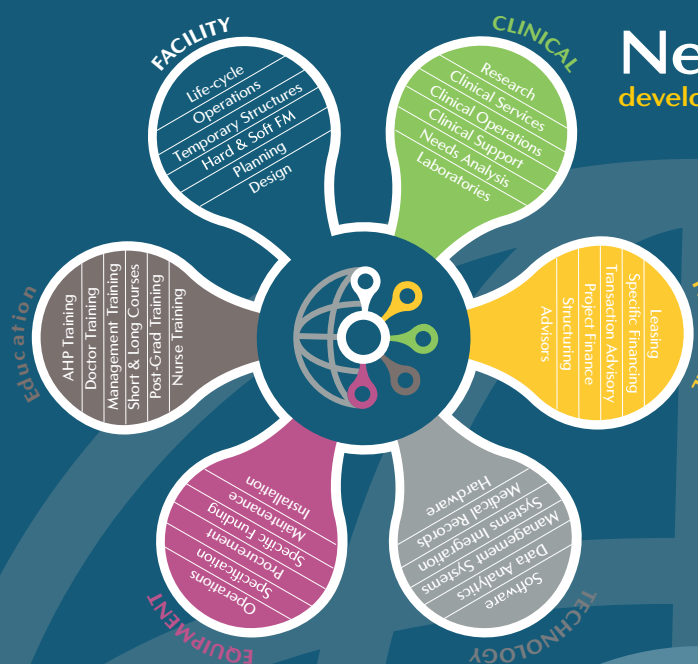 FACILITY
Life-cycle
Operations
Temporary Structures
Hard & Soft FM
Planning
Design
CLINICAL
Research
Clinical Services
Clinical Operations
Clinical Support
Needs Analysis
Laboratories
Ne
develo
Education
AHP Training
Doctor Training
Management Training
Short & Long Courses
Post-Grad Training
Nurse Training
Leasing
Specific Financing
Transaction Advisory
Project Finance
Structuring
Advisors
EQUIPMENT
Operations
Specification
Procurement
Specific Funding
Maintenance
Installation
TECHNOLOGY
Software
Data Analytics
Management Systems
Systems Integration
Medical Records
Hardware